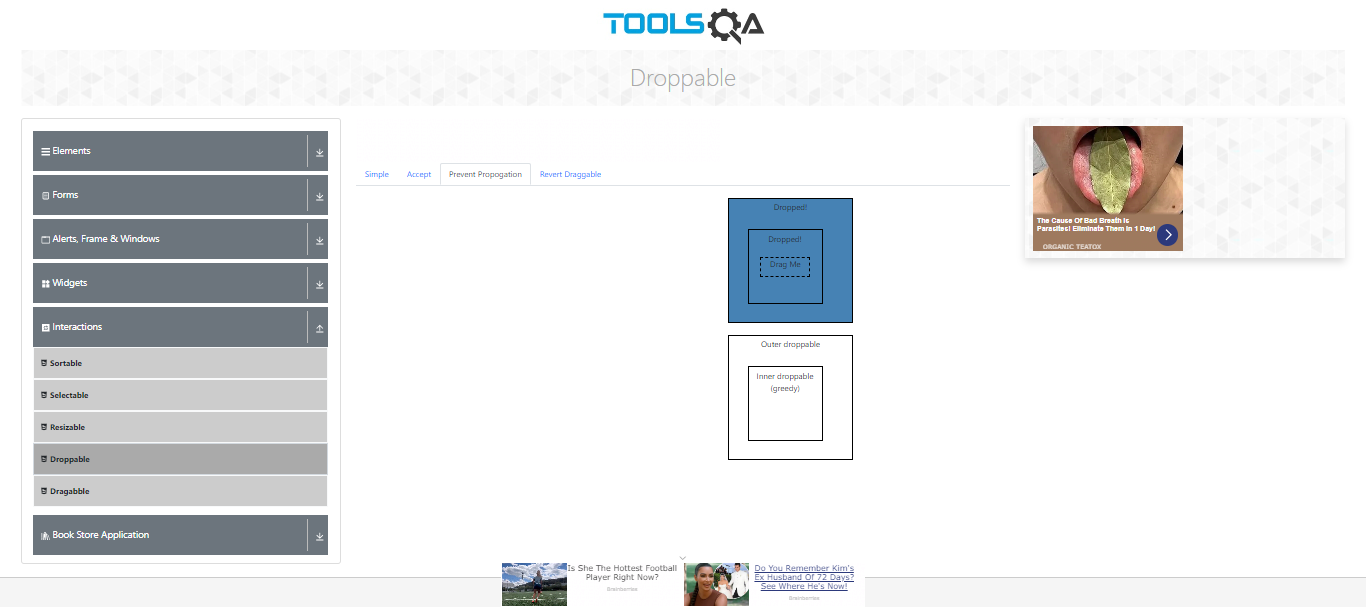 TOOLSQA
Droppable
Elements
Forms
Alerts, Frame & Windows
Widgets
Interactions
Sortable
Selectable
Resizable
Droppable
Dragabble
Book Store Application
Simple
Accept
Prevent Propogation
Revert Draggable
Dropped!
Dropped!
Drag Me
Outer droppable
Inner droppable
(greedy)
The Cause Of Bad Breath Is
Parasites! Eliminate Them In 1 Day!
ORGANIC TEATOX
Is She The Hottest Football
Player Right Now?
Brainberries
Do You Remember Kim's
Ex Husband Of 72 Days?
See Where He's Now!
Brainberries